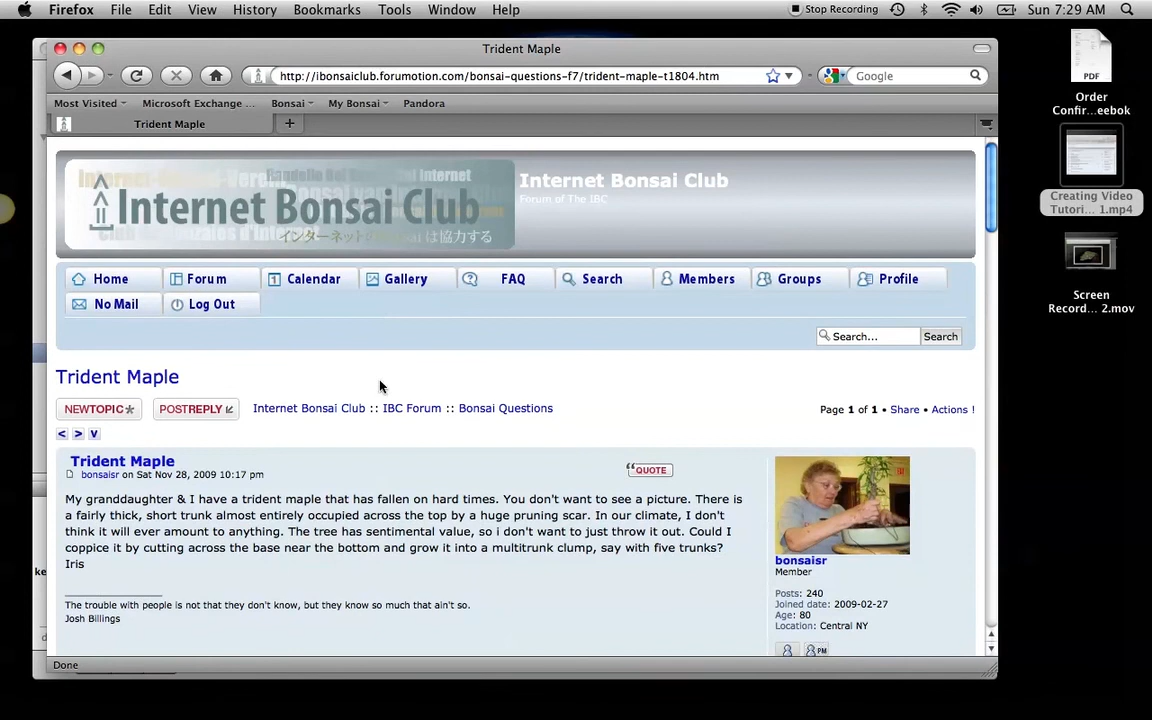 Firefox File Edit View History Bookmarks Tools Window Help Stop Recording Sun 7:29 AM
Trident Maple
http://ibonsaiclub.forumotion.com/bonsai-questions-f7/trident-maple-t1804.htm Google
Most Visited Microsoft Exchange ... Bonsai My Bonsai Pandora
Trident Maple
Internet Bonsai Club
Internet Bonsai Club
Forum of The IBC
インターネットのBonsaiは協力する
Home Forum Calendar Gallery FAQ Search Members Groups Profile
No Mail Log Out
Search... Search
Trident Maple
NEWTOPIC POSTREPLY Internet Bonsai Club :: IBC Forum :: Bonsai Questions Page 1 of 1 • Share • Actions !
< > v
Trident Maple
bonsaisr on Sat Nov 28, 2009 10:17 pm
QUOTE
My granddaughter & I have a trident maple that has fallen on hard times. You don't want to see a picture. There is
a fairly thick, short trunk almost entirely occupied across the top by a huge pruning scar. In our climate, I don't
think it will ever amount to anything. The tree has sentimental value, so i don't want to just throw it out. Could I
coppice it by cutting across the base near the bottom and grow it into a multitrunk clump, say with five trunks?
Iris
The trouble with people is not that they don't know, but they know so much that ain't so.
Josh Billings
bonsaisr
Member
Posts: 240
Joined date: 2009-02-27
Age: 80
Location: Central NY
PM
Done
PDF
Order
Confir...eebok
Creating Video
Tutori... 1.mp4
Screen
Record... 2.mov